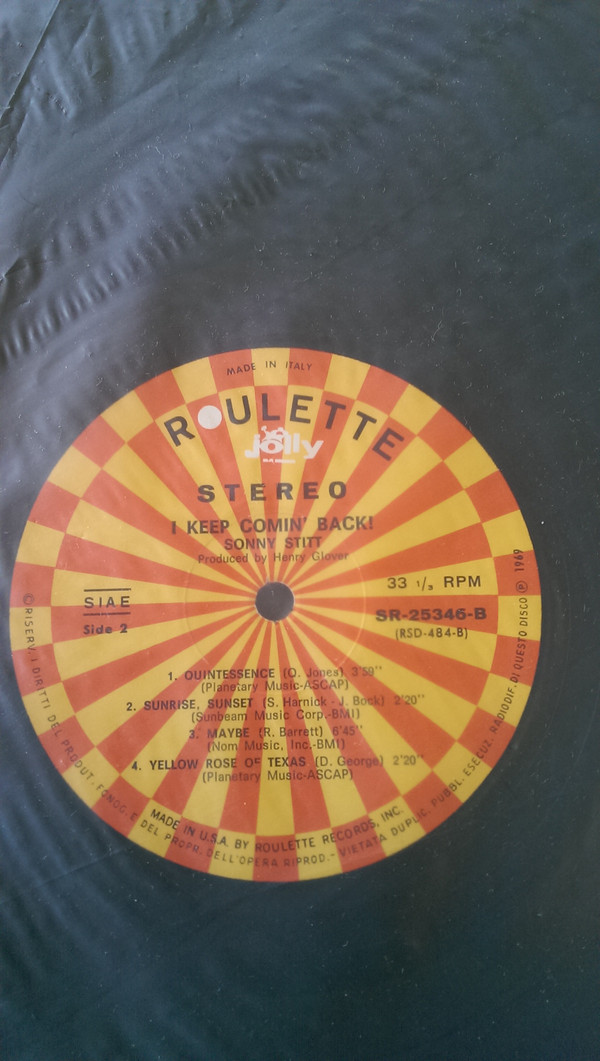 MADE IN ITALY
ROULETTE
jolly
STEREO
I KEEP COMIN' BACK!
SONNY STITT
Produced by Henry Glover
33 1/3 RPM
SIAE
Side 2
SR-25346-B
(RSD-484-B)
1. QUINTESSENCE (Q. Jones) 3'59''
(Planetary Music-ASCAP)
2. SUNRISE, SUNSET (S. Harnick - J. Bock) 2'20''
(Sunbeam Music Corp.-BMI)
3. MAYBE (R. Barrett) 6'45''
(Nom Music, Inc.-BMI)
4. YELLOW ROSE OF TEXAS (D. George) 2'20''
(Planetary Music-ASCAP)
MADE IN U.S.A. BY ROULETTE RECORDS, INC.
©RISERV. I DIRITTI DEL PRODUT. FONOG. E DEL PROPR. DELL'OPERA RIPROD.- VIETATA DUPLIC. PUBBL. ESECUZ. RADIODIF. DI QUESTO DISCO ℗ 1969